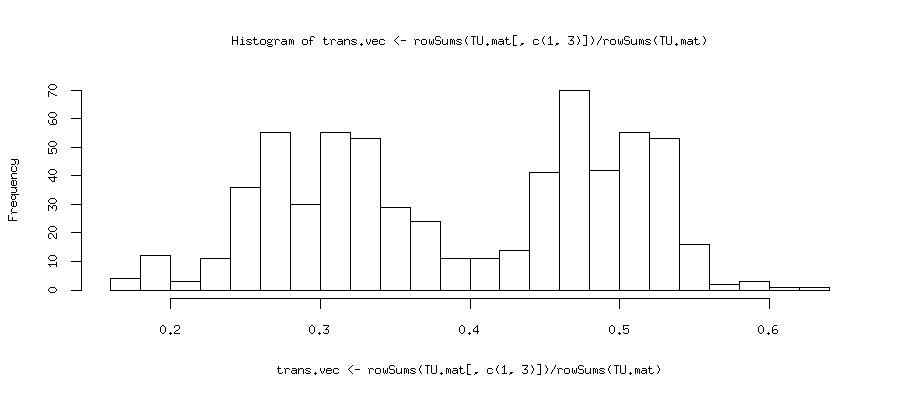 Histogram of trans.vec <- rowSums(TU.mat[, c(1, 3)])/rowSums(TU.mat)
Frequency
70
60
50
40
30
20
10
0
0.2 0.3 0.4 0.5 0.6
trans.vec <- rowSums(TU.mat[, c(1, 3)])/rowSums(TU.mat)